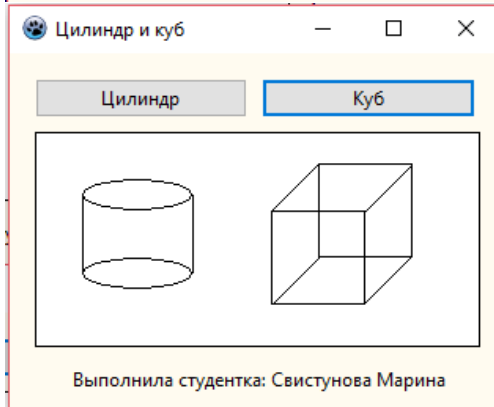 Цилиндр и куб
Цилиндр
Куб
Выполнила студентка: Свистунова Марина